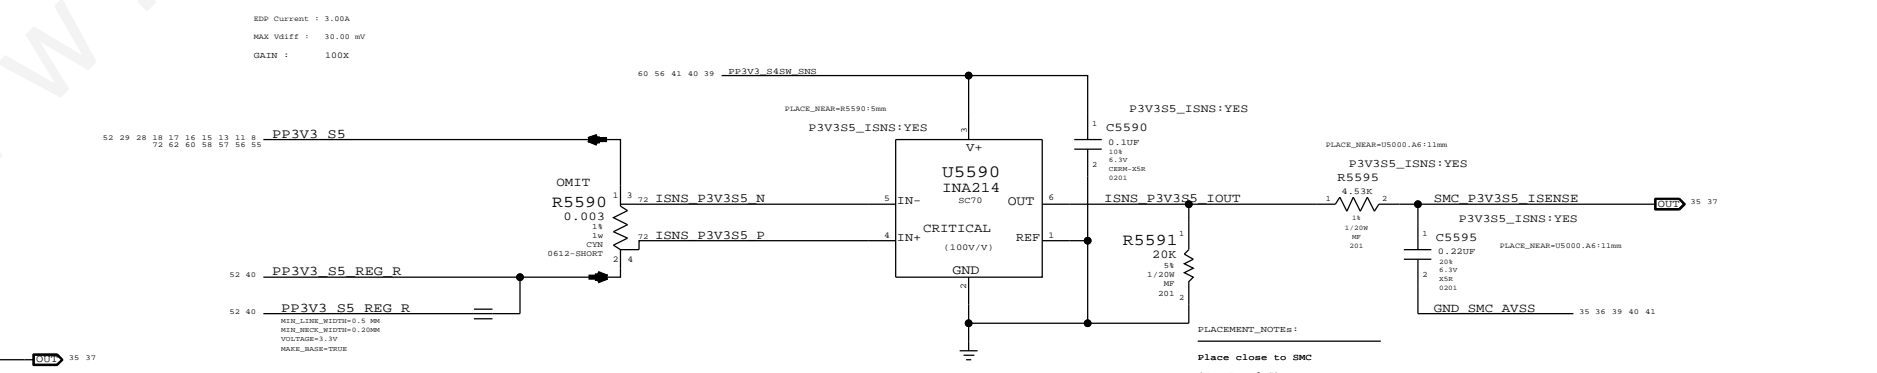 EDP Current : 3.00A
MAX Vdiff : 30.00 mV
GAIN : 100X
60 56 41 40 39 PP3V3_S4SW_SNS
PLACE_NEAR=R5590:5mm
P3V3S5_ISNS:YES
P3V3S5_ISNS:YES
52 29 28 18 17 16 15 13 11 8
72 62 60 58 57 56 55
PP3V3_S5
3
V+
U5590
INA214
SC70
CRITICAL
(100V/V)
GND
2
1
C5590
0.1UF
10%
6.3V
CERM-X5R
0201
2
OMIT
R5590
0.003
1%
1W
CYN
0612-SHORT
1 3
2 4
72 ISNS_P3V3S5_N
5 IN-
72 ISNS_P3V3S5_P
4 IN+
OUT 6
REF 1
ISNS_P3V3S5_IOUT
PLACE_NEAR=U5000.A6:11mm
P3V3S5_ISNS:YES
R5595
4.53K
1 2
1%
1/20W
MF
201
SMC_P3V3S5_ISENSE
OUT 35 37
P3V3S5_ISNS:YES
1
C5595
0.22UF
20%
6.3V
X5R
0201
2
PLACE_NEAR=U5000.A6:11mm
R5591
20K
5%
1/20W
MF
201
1
2
GND_SMC_AVSS 35 36 39 40 41
52 40 PP3V3_S5_REG_R
52 40 PP3V3_S5_REG_R
MIN_LINE_WIDTH=0.5 MM
MIN_NECK_WIDTH=0.20MM
VOLTAGE=3.3V
MAKE_BASE=TRUE
OUT 35 37
PLACEMENT_NOTEs:
Place close to SMC